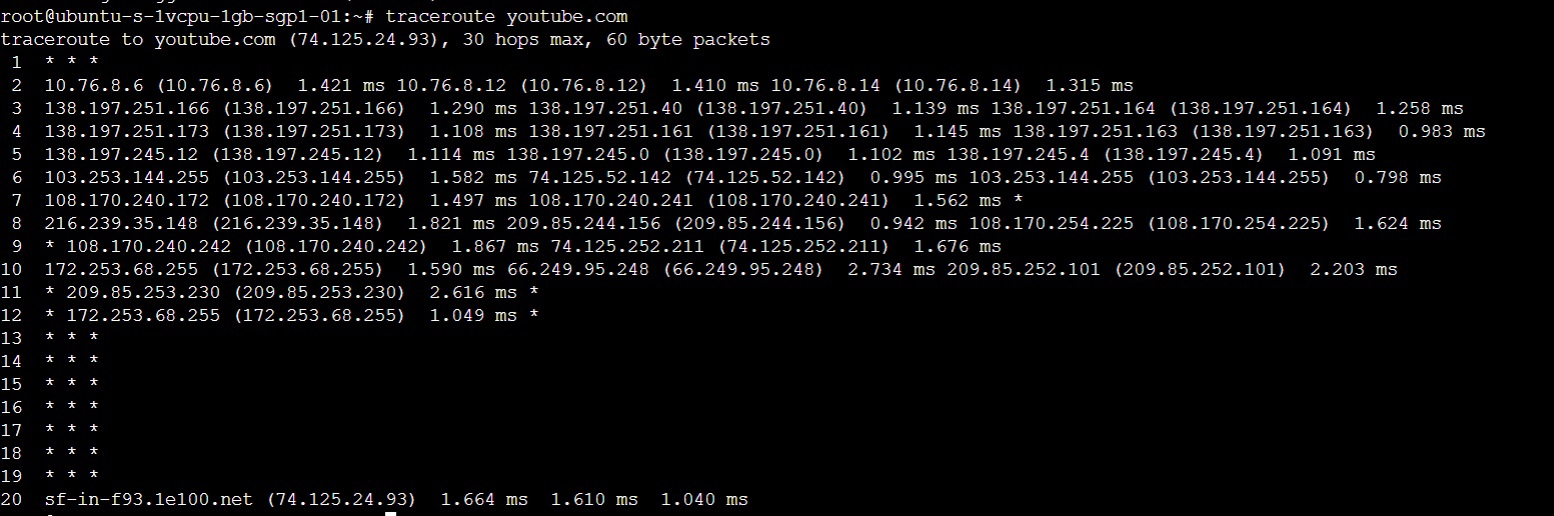 root@ubuntu-s-1vcpu-1gb-sgp1-01:~# traceroute youtube.com
traceroute to youtube.com (74.125.24.93), 30 hops max, 60 byte packets
 1  * * *
 2  10.76.8.6 (10.76.8.6)  1.421 ms 10.76.8.12 (10.76.8.12)  1.410 ms 10.76.8.14 (10.76.8.14)  1.315 ms
 3  138.197.251.166 (138.197.251.166)  1.290 ms 138.197.251.40 (138.197.251.40)  1.139 ms 138.197.251.164 (138.197.251.164)  1.258 ms
 4  138.197.251.173 (138.197.251.173)  1.108 ms 138.197.251.161 (138.197.251.161)  1.145 ms 138.197.251.163 (138.197.251.163)  0.983 ms
 5  138.197.245.12 (138.197.245.12)  1.114 ms 138.197.245.0 (138.197.245.0)  1.102 ms 138.197.245.4 (138.197.245.4)  1.091 ms
 6  103.253.144.255 (103.253.144.255)  1.582 ms 74.125.52.142 (74.125.52.142)  0.995 ms 103.253.144.255 (103.253.144.255)  0.798 ms
 7  108.170.240.172 (108.170.240.172)  1.497 ms 108.170.240.241 (108.170.240.241)  1.562 ms *
 8  216.239.35.148 (216.239.35.148)  1.821 ms 209.85.244.156 (209.85.244.156)  0.942 ms 108.170.254.225 (108.170.254.225)  1.624 ms
 9  * 108.170.240.242 (108.170.240.242)  1.867 ms 74.125.252.211 (74.125.252.211)  1.676 ms
10  172.253.68.255 (172.253.68.255)  1.590 ms 66.249.95.248 (66.249.95.248)  2.734 ms 209.85.252.101 (209.85.252.101)  2.203 ms
11  * 209.85.253.230 (209.85.253.230)  2.616 ms *
12  * 172.253.68.255 (172.253.68.255)  1.049 ms *
13  * * *
14  * * *
15  * * *
16  * * *
17  * * *
18  * * *
19  * * *
20  sf-in-f93.1e100.net (74.125.24.93)  1.664 ms  1.610 ms  1.040 ms